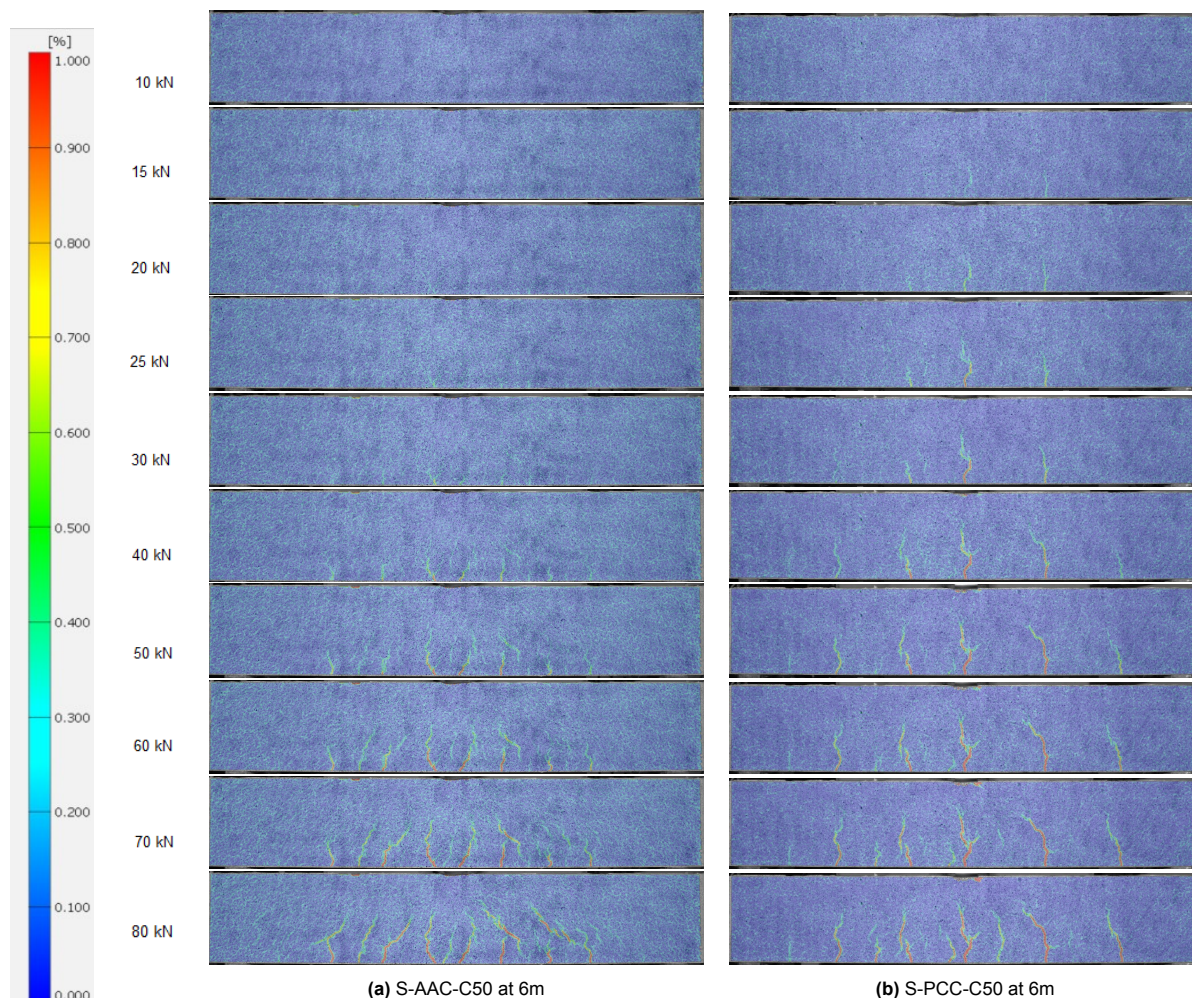 [%]
1.000
0.900
0.800
0.700
0.600
0.500
0.400
0.300
0.200
0.100
0.000
10 kN
15 kN
20 kN
25 kN
30 kN
40 kN
50 kN
60 kN
70 kN
80 kN
(a) S-AAC-C50 at 6m
(b) S-PCC-C50 at 6m